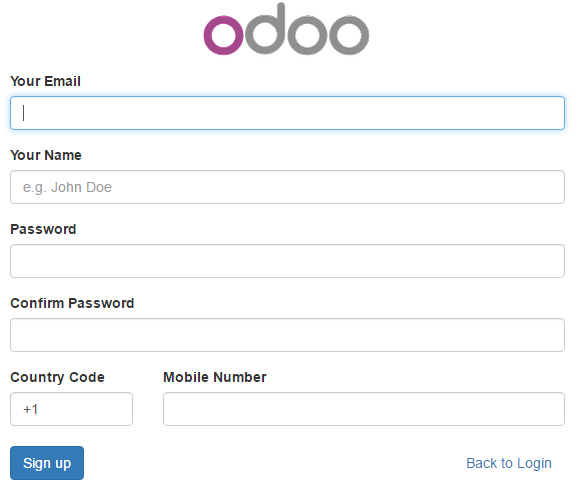 odoo
Your Email
Your Name
e.g. John Doe
Password
Confirm Password
Country Code Mobile Number
+1
Sign up Back to Login